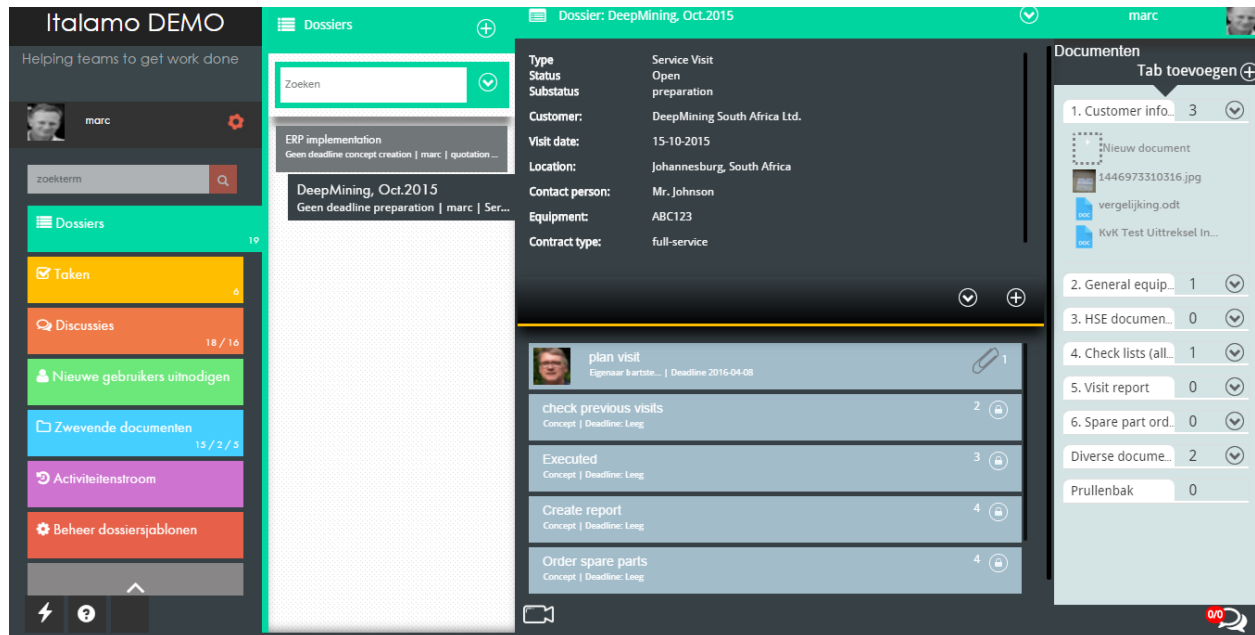 Italamo DEMO
Helping teams to get work done
marc
zoekterm
Dossiers
19
Taken
6
Discussies
18 / 16
Nieuwe gebruikers uitnodigen
Zwevende documenten
15 / 2 / 5
Activiteitenstroom
Beheer dossiersjablonen
Dossiers
Zoeken
ERP implementation
Geen deadline concept creation | marc | quotation ...
DeepMining, Oct.2015
Geen deadline preparation | marc | Ser...
Dossier: DeepMining, Oct.2015
Type Service Visit
Status Open
Substatus preparation
Customer: DeepMining South Africa Ltd.
Visit date: 15-10-2015
Location: Johannesburg, South Africa
Contact person: Mr. Johnson
Equipment: ABC123
Contract type: full-service
plan visit
1
Eigenaar bartste... | Deadline 2016-04-08
check previous visits
2
Concept | Deadline: Leeg
Executed
3
Concept | Deadline: Leeg
Create report
4
Concept | Deadline: Leeg
Order spare parts
4
Concept | Deadline: Leeg
marc
Documenten
Tab toevoegen
1. Customer info... 3
Nieuw document
1446973310316.jpg
vergelijking.odt
DOC
KvK Test Uittreksel In...
DOC
2. General equip... 1
3. HSE documen... 0
4. Check lists (all... 1
5. Visit report 0
6. Spare part ord... 0
Diverse docume... 2
Prullenbak 0
0/0